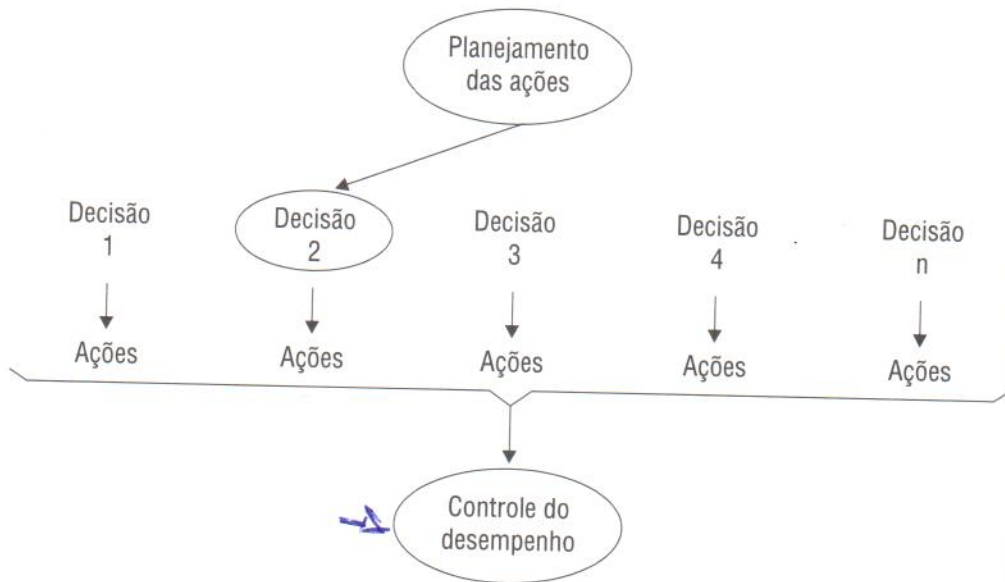 Planejamento
das ações
Decisão
1
Decisão
2
Decisão
3
Decisão
4
Decisão
n
Ações
Ações
Ações
Ações
Ações
Controle do
desempenho